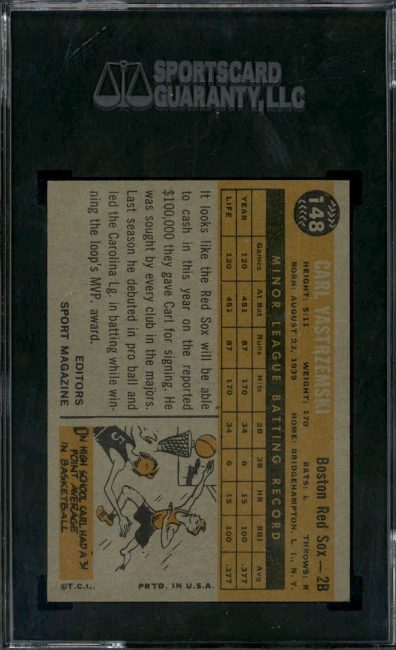 SPORTSCARD
GUARANTY, LLC
148
CARL YASTRZEMSKI
Boston Red Sox—2B
HEIGHT: 5/11 WEIGHT: 170 BATS: L THROWS: R
BORN: AUGUST 22, 1939 HOME: BRIDGEHAMPTON, L. I., N. Y.
MINOR LEAGUE BATTING RECORD
Games At Bat Runs Hits 2B 3B HR RBI Avg
YEAR 120 451 87 170 34 6 15 100 .377
LIFE 120 451 87 170 34 6 15 100 .377
It looks like the Red Sox will be able
to cash in this year on the reported
$100,000 they gave Carl for signing. He
was sought by every club in the majors.
Last season he debuted in pro ball and
led the Carolina Lg. in batting while win-
ning the loop's MVP. award.
EDITORS
SPORT MAGAZINE
5
IN HIGH SCHOOL CARL HAD A 31
POINT AVERAGE
IN BASKETBALL
©T.C.I. PRTD. IN U.S.A.